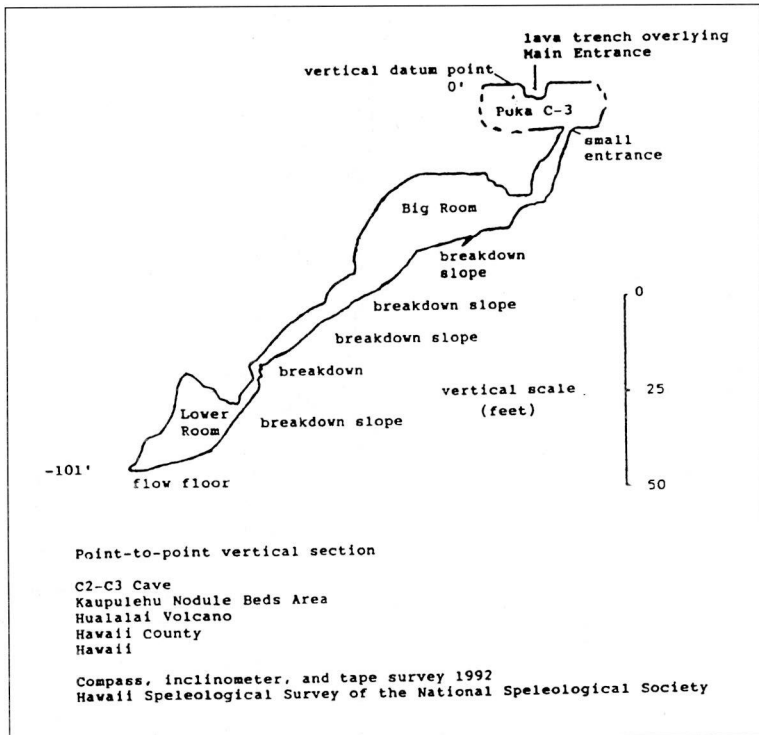 lava trench overlying
Main Entrance
vertical datum point
0'
Puka C-3
small
entrance
Big Room
breakdown
slope
0
breakdown slope
breakdown slope
breakdown
vertical scale
(feet)
25
Lower
Room
breakdown slope
-101'
flow floor
50
Point-to-point vertical section
C2-C3 Cave
Kaupulehu Nodule Beds Area
Hualalai Volcano
Hawaii County
Hawaii
Compass, inclinometer, and tape survey 1992
Hawaii Speleological Survey of the National Speleological Society